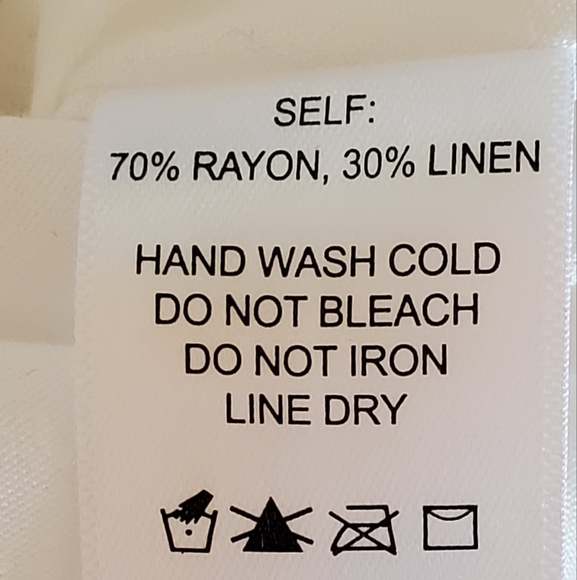 SELF:
70% RAYON, 30% LINEN
HAND WASH COLD
DO NOT BLEACH
DO NOT IRON
LINE DRY